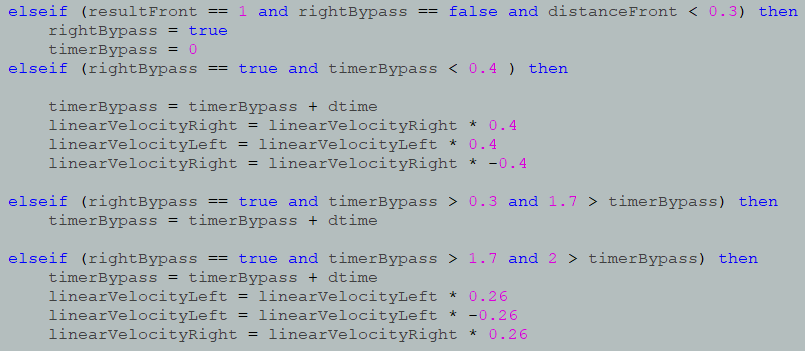 elseif (resultFront == 1 and rightBypass == false and distanceFront < 0.3) then
    rightBypass = true
    timerBypass = 0
elseif (rightBypass == true and timerBypass < 0.4 ) then

    timerBypass = timerBypass + dtime
    linearVelocityRight = linearVelocityRight * 0.4
    linearVelocityLeft = linearVelocityLeft * 0.4
    linearVelocityRight = linearVelocityRight * -0.4

elseif (rightBypass == true and timerBypass > 0.3 and 1.7 > timerBypass) then
    timerBypass = timerBypass + dtime

elseif (rightBypass == true and timerBypass > 1.7 and 2 > timerBypass) then
    timerBypass = timerBypass + dtime
    linearVelocityLeft = linearVelocityLeft * 0.26
    linearVelocityLeft = linearVelocityLeft * -0.26
    linearVelocityRight = linearVelocityRight * 0.26